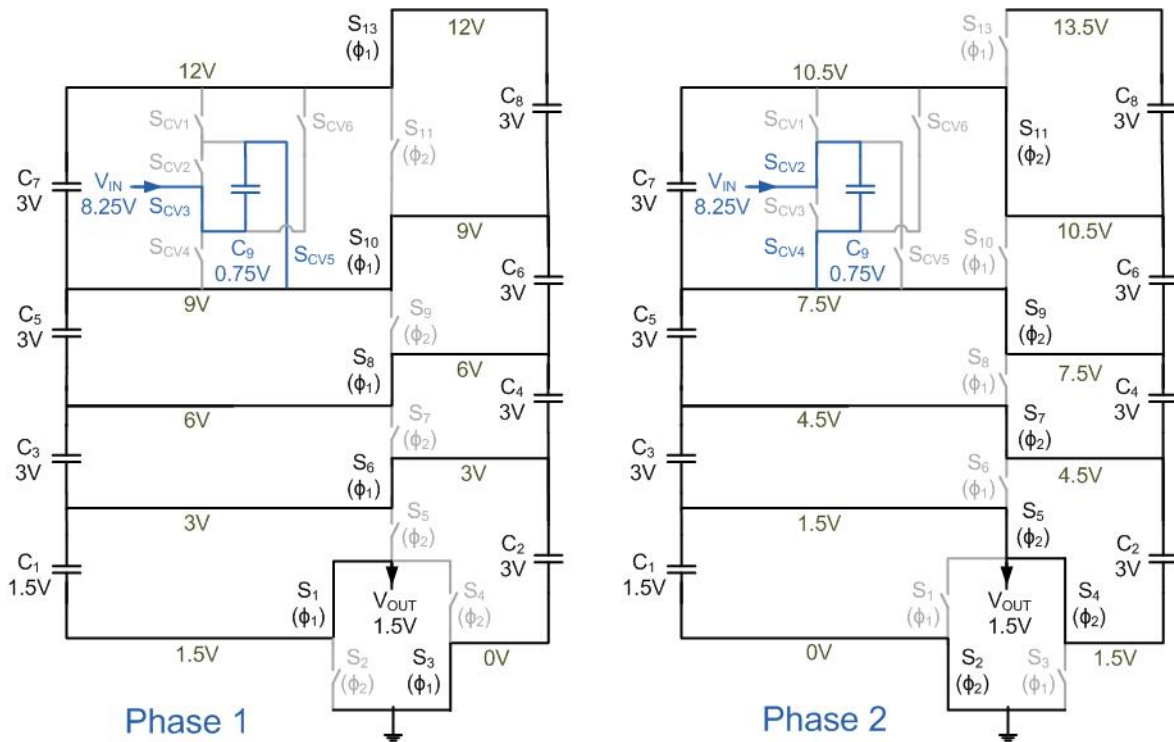 S13
(ϕ1)
12V
12V
C8
3V
SCV1
SCV6
S11
(ϕ2)
SCV2
C7
3V
VIN
8.25V
SCV3
SCV4
C9
0.75V
SCV5
S10
(ϕ1)
9V
C6
3V
9V
C5
3V
S9
(ϕ2)
S8
(ϕ1)
6V
C4
3V
6V
S7
(ϕ2)
C3
3V
S6
(ϕ1)
3V
3V
S5
(ϕ2)
C2
3V
C1
1.5V
S1
(ϕ1)
VOUT
1.5V
S4
(ϕ2)
1.5V
S2
(ϕ2)
S3
(ϕ1)
0V
Phase 1
S13
(ϕ1)
13.5V
10.5V
C8
3V
SCV1
SCV6
S11
(ϕ2)
SCV2
C7
3V
VIN
8.25V
SCV3
SCV4
C9
0.75V
SCV5
S10
(ϕ1)
10.5V
C6
3V
7.5V
C5
3V
S9
(ϕ2)
S8
(ϕ1)
7.5V
C4
3V
4.5V
S7
(ϕ2)
C3
3V
S6
(ϕ1)
4.5V
1.5V
S5
(ϕ2)
C2
3V
C1
1.5V
S1
(ϕ1)
VOUT
1.5V
S4
(ϕ2)
0V
S2
(ϕ2)
S3
(ϕ1)
1.5V
Phase 2